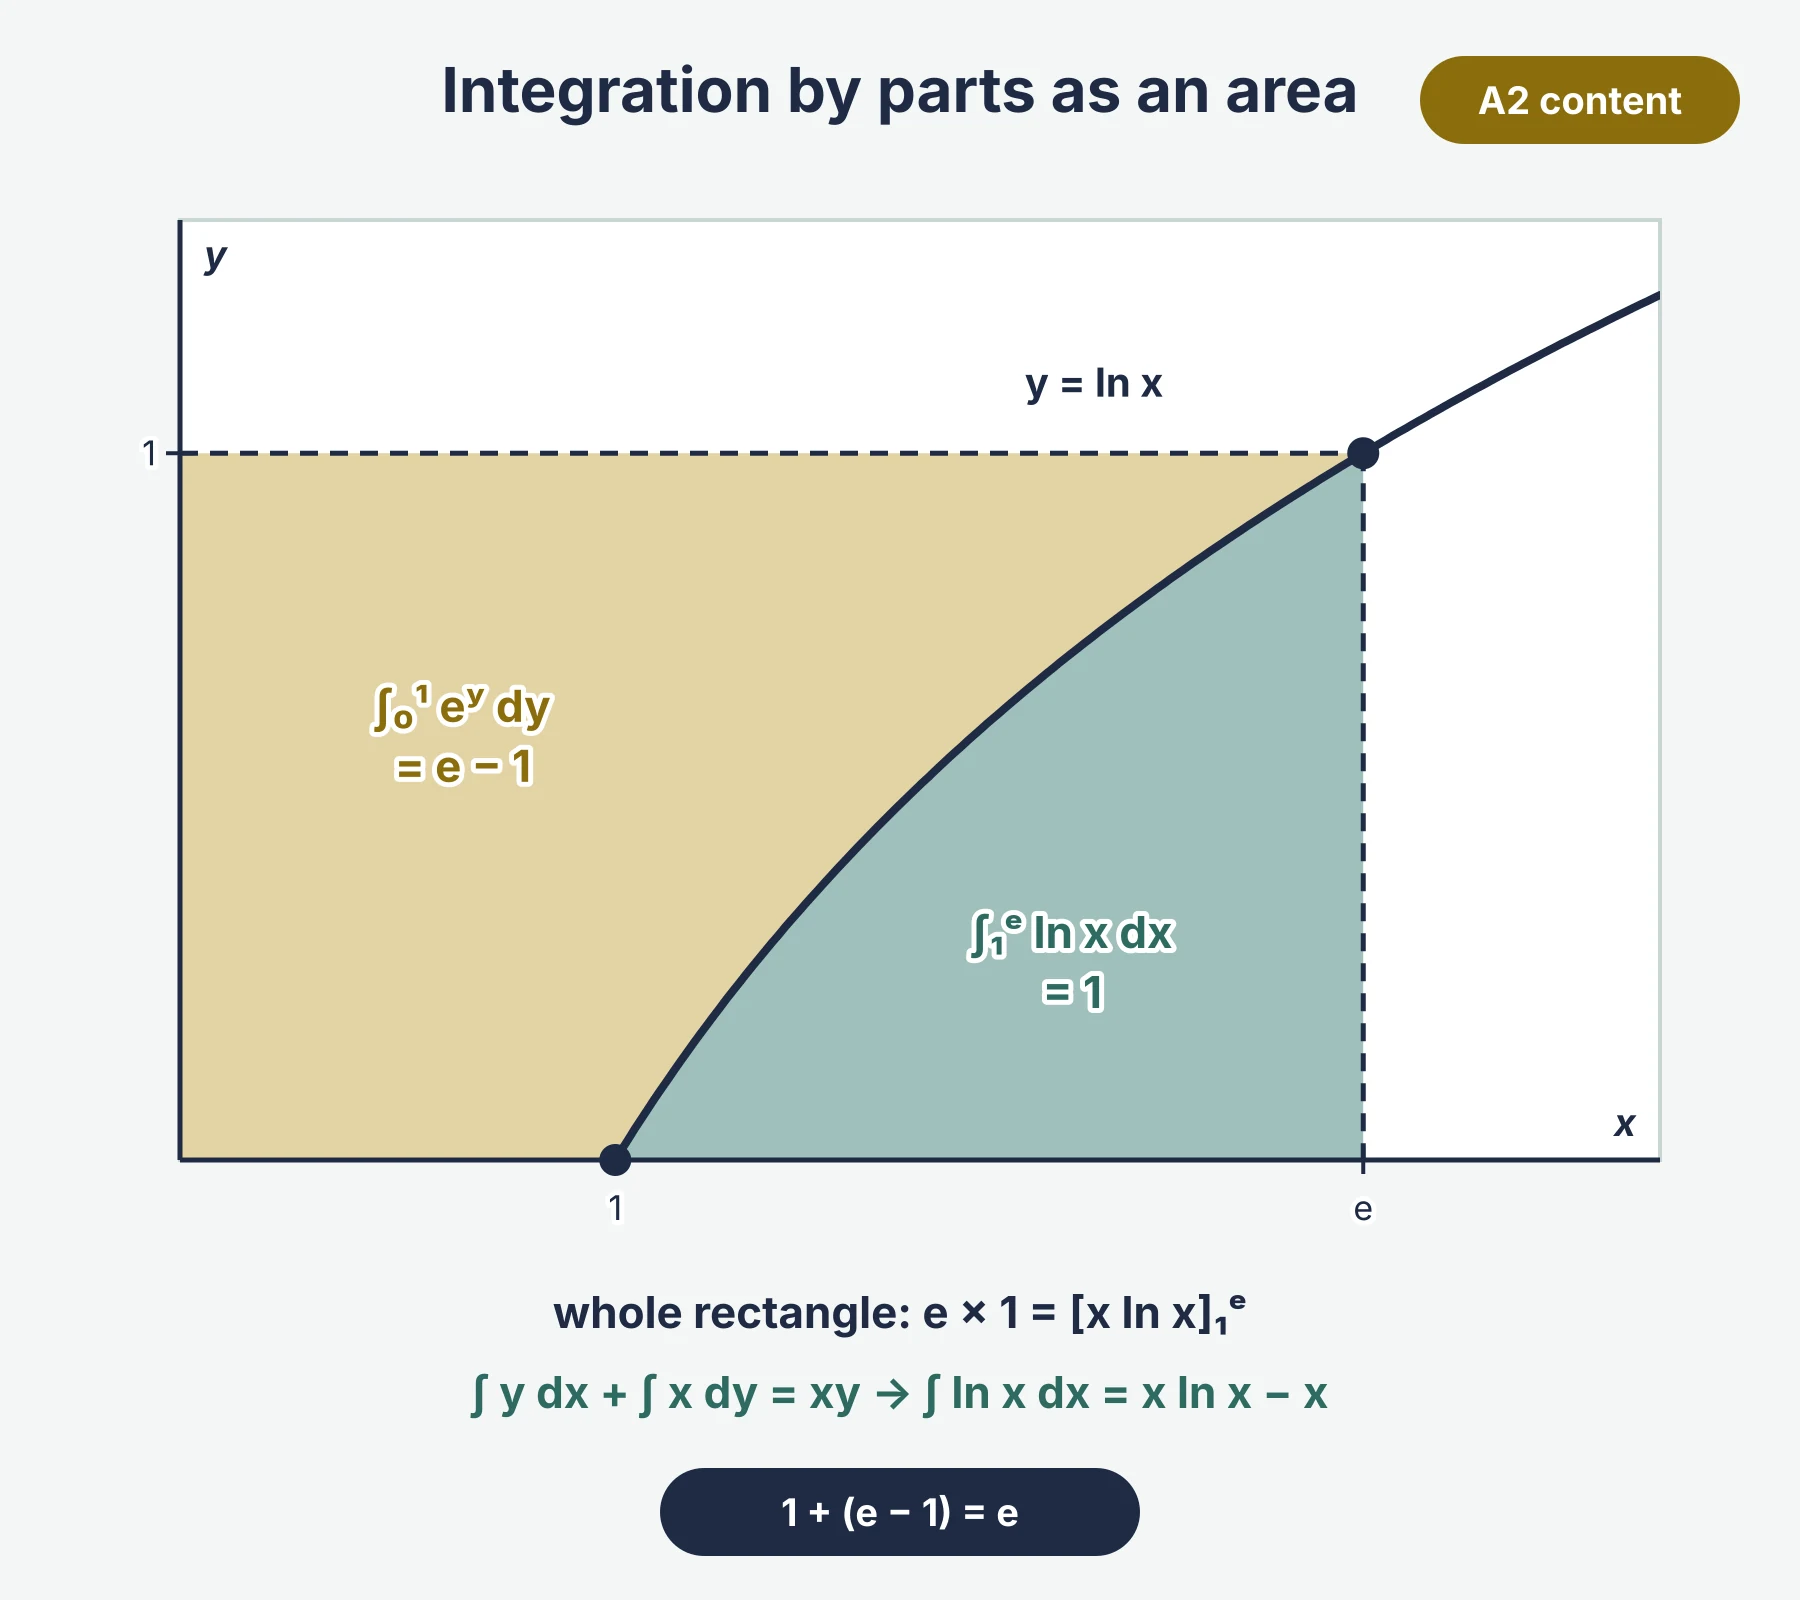 Integration by parts as an area
A2 content
y
y = ln x
1
∫₀¹ eʸ dy
= e − 1
∫₁ᵉ ln x dx
= 1
x
1
e
whole rectangle: e × 1 = [x ln x]₁ᵉ
∫ y dx + ∫ x dy = xy → ∫ ln x dx = x ln x − x
1 + (e − 1) = e